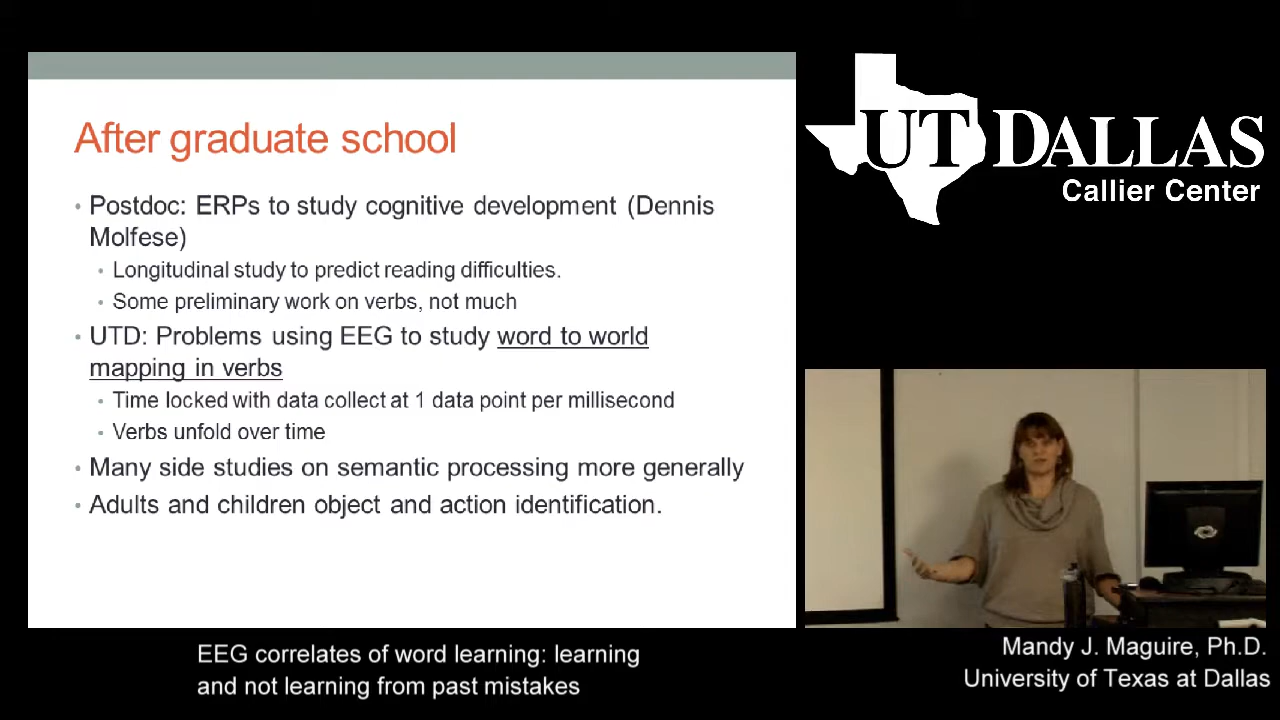 After graduate school
• Postdoc: ERPs to study cognitive development (Dennis
Molfese)
• Longitudinal study to predict reading difficulties.
• Some preliminary work on verbs, not much
• UTD: Problems using EEG to study word to world
mapping in verbs
• Time locked with data collect at 1 data point per millisecond
• Verbs unfold over time
• Many side studies on semantic processing more generally
• Adults and children object and action identification.
UT DALLAS
Callier Center
EEG correlates of word learning: learning
and not learning from past mistakes
Mandy J. Maguire, Ph.D.
University of Texas at Dallas